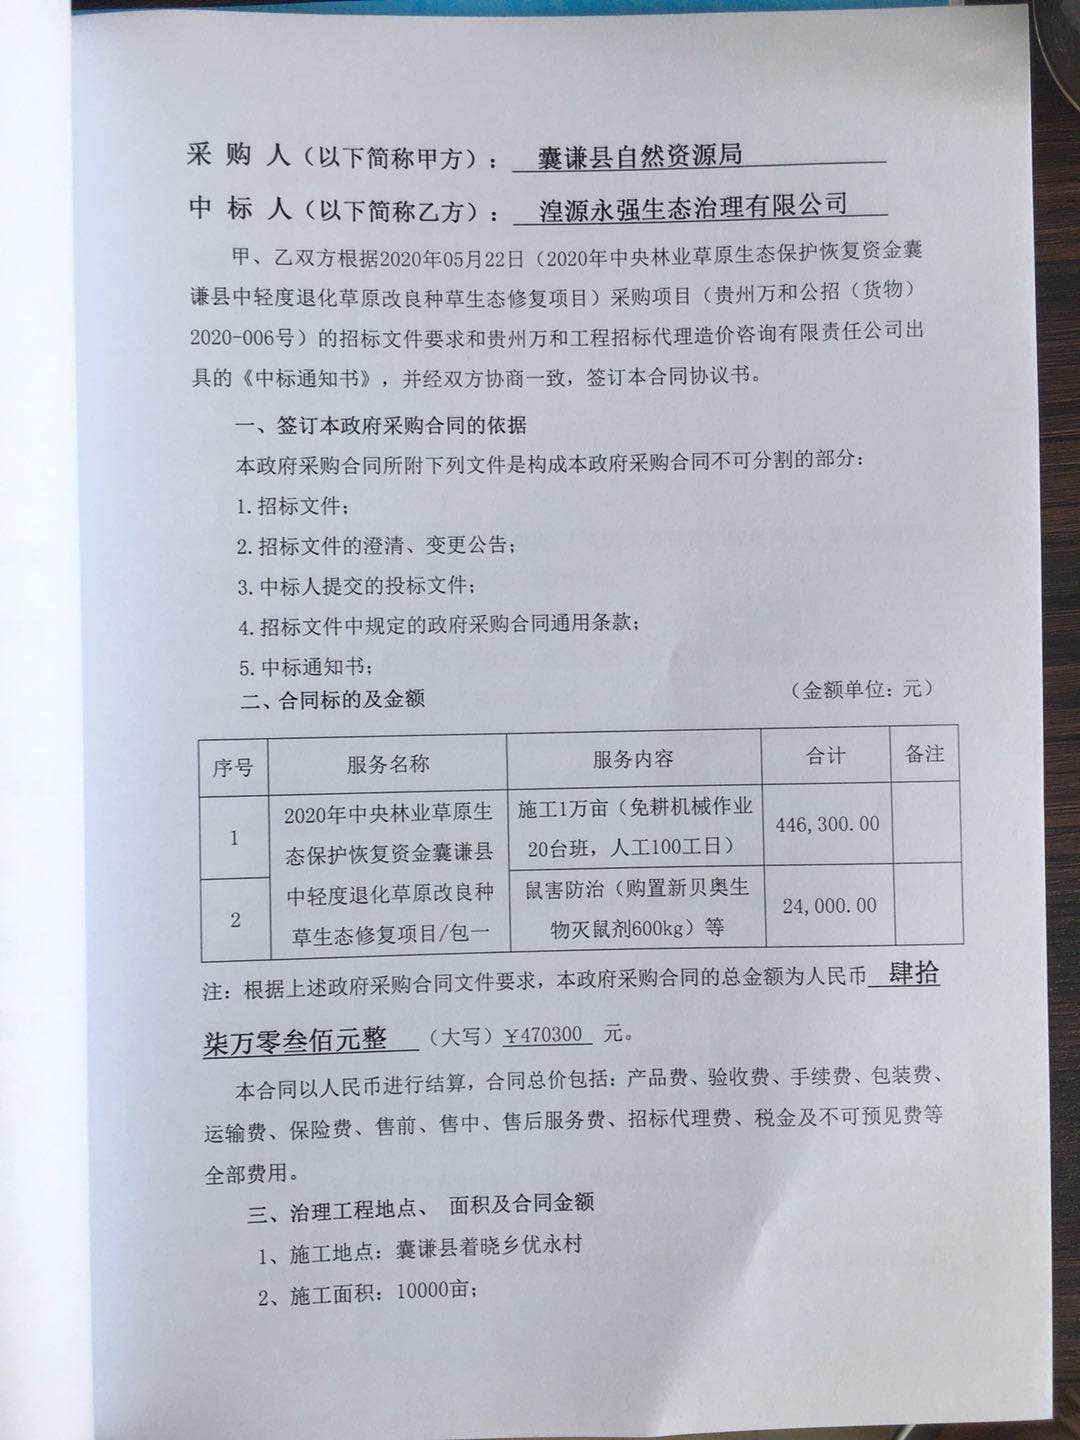 采 购 人（以下简称甲方）： 囊谦县自然资源局
中 标 人（以下简称乙方）： 湟源永强生态治理有限公司
甲、乙双方根据2020年05月22日（2020年中央林业草原生态保护恢复资金囊
谦县中轻度退化草原改良种草生态修复项目）采购项目（贵州万和公招（货物）
2020-006号）的招标文件要求和贵州万和工程招标代理造价咨询有限责任公司出
具的《中标通知书》，并经双方协商一致，签订本合同协议书。
一、签订本政府采购合同的依据
本政府采购合同所附下列文件是构成本政府采购合同不可分割的部分：
1.招标文件；
2.招标文件的澄清、变更公告；
3.中标人提交的投标文件；
4.招标文件中规定的政府采购合同通用条款；
5.中标通知书；
二、合同标的及金额 （金额单位：元）
序号 服务名称 服务内容 合计 备注
1 2020年中央林业草原生 施工1万亩（免耕机械作业 446,300.00
态保护恢复资金囊谦县 20台班，人工100工日）
2 中轻度退化草原改良种 鼠害防治（购置新贝奥生 24,000.00
草生态修复项目/包一 物灭鼠剂600kg）等
注：根据上述政府采购合同文件要求，本政府采购合同的总金额为人民币 肆拾
柒万零叁佰元整 （大写）￥470300 元。
本合同以人民币进行结算，合同总价包括：产品费、验收费、手续费、包装费、
运输费、保险费、售前、售中、售后服务费、招标代理费、税金及不可预见费等
全部费用。
三、治理工程地点、 面积及合同金额
1、施工地点：囊谦县着晓乡优永村
2、施工面积：10000亩；